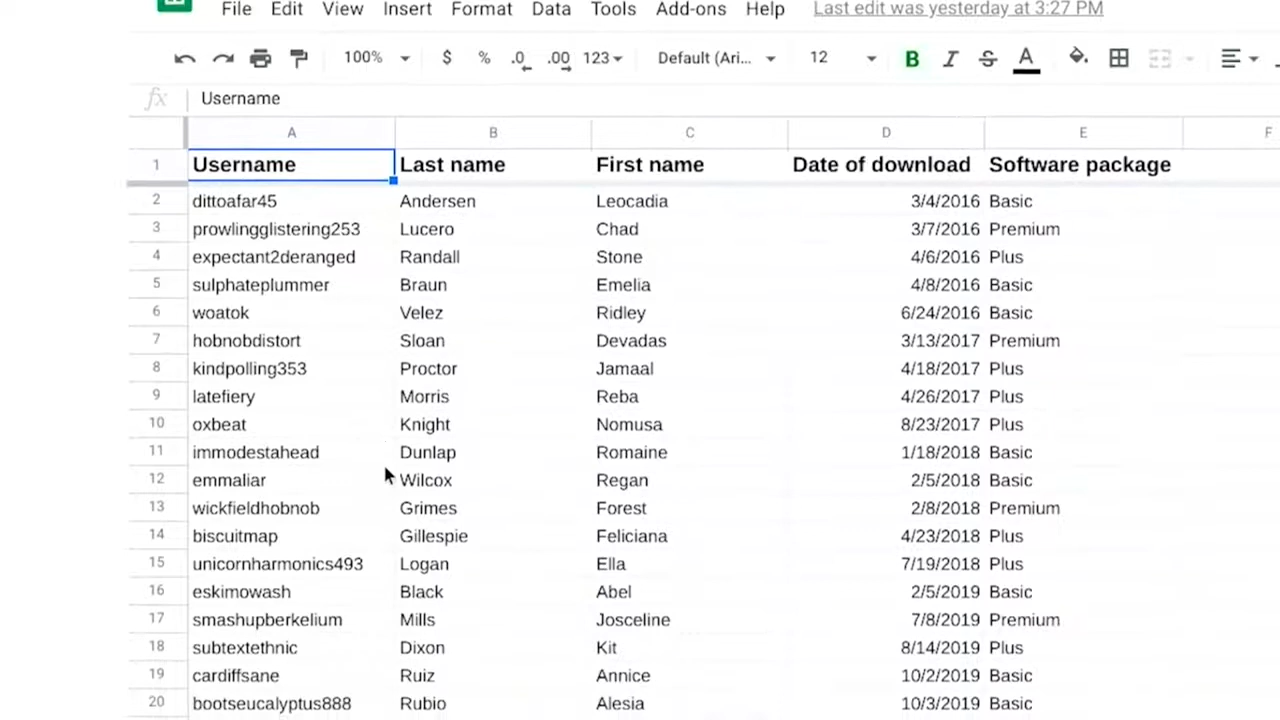 File Edit View Insert Format Data Tools Add-ons Help Last edit was yesterday at 3:27 PM
100% $ % .0 .00 123 Default (Ari... 12 B I S A
fx Username
A B C D E F
1 Username Last name First name Date of download Software package
2 dittoafar45 Andersen Leocadia 3/4/2016 Basic
3 prowlingglistering253 Lucero Chad 3/7/2016 Premium
4 expectant2deranged Randall Stone 4/6/2016 Plus
5 sulphateplummer Braun Emelia 4/8/2016 Basic
6 woatok Velez Ridley 6/24/2016 Basic
7 hobnobdistort Sloan Devadas 3/13/2017 Premium
8 kindpolling353 Proctor Jamaal 4/18/2017 Plus
9 latefiery Morris Reba 4/26/2017 Plus
10 oxbeat Knight Nomusa 8/23/2017 Plus
11 immodestahead Dunlap Romaine 1/18/2018 Basic
12 emmaliar Wilcox Regan 2/5/2018 Basic
13 wickfieldhobnob Grimes Forest 2/8/2018 Premium
14 biscuitmap Gillespie Feliciana 4/23/2018 Plus
15 unicornharmonics493 Logan Ella 7/19/2018 Plus
16 eskimowash Black Abel 2/5/2019 Basic
17 smashupberkelium Mills Josceline 7/8/2019 Premium
18 subtextethnic Dixon Kit 8/14/2019 Plus
19 cardiffsane Ruiz Annice 10/2/2019 Basic
20 bootseucalyptus888 Rubio Alesia 10/3/2019 Basic